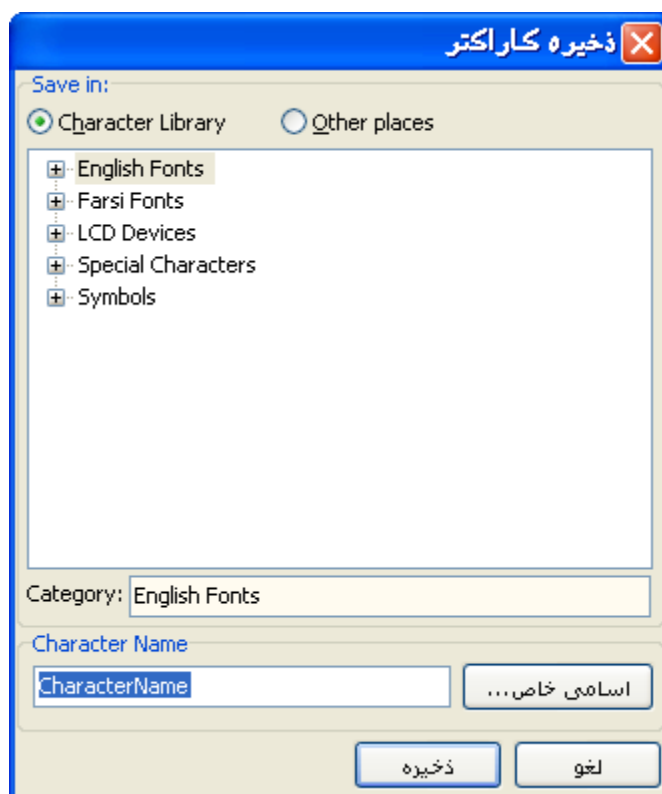 ذخیره کاراکتر
Save in:
Character Library Other places
English Fonts
Farsi Fonts
LCD Devices
Special Characters
Symbols
Category: English Fonts
Character Name
CharacterName اسامی خاص...
ذخیره لغو